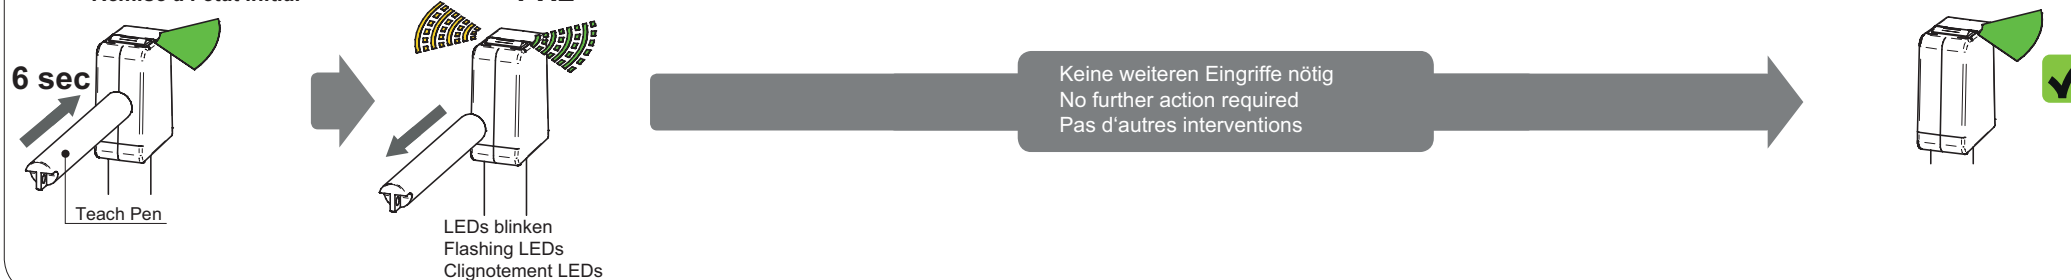 6 sec
Teach Pen
LEDs blinken
Flashing LEDs
Clignotement LEDs
Keine weiteren Eingriffe nötig
No further action required
Pas d‘autres interventions